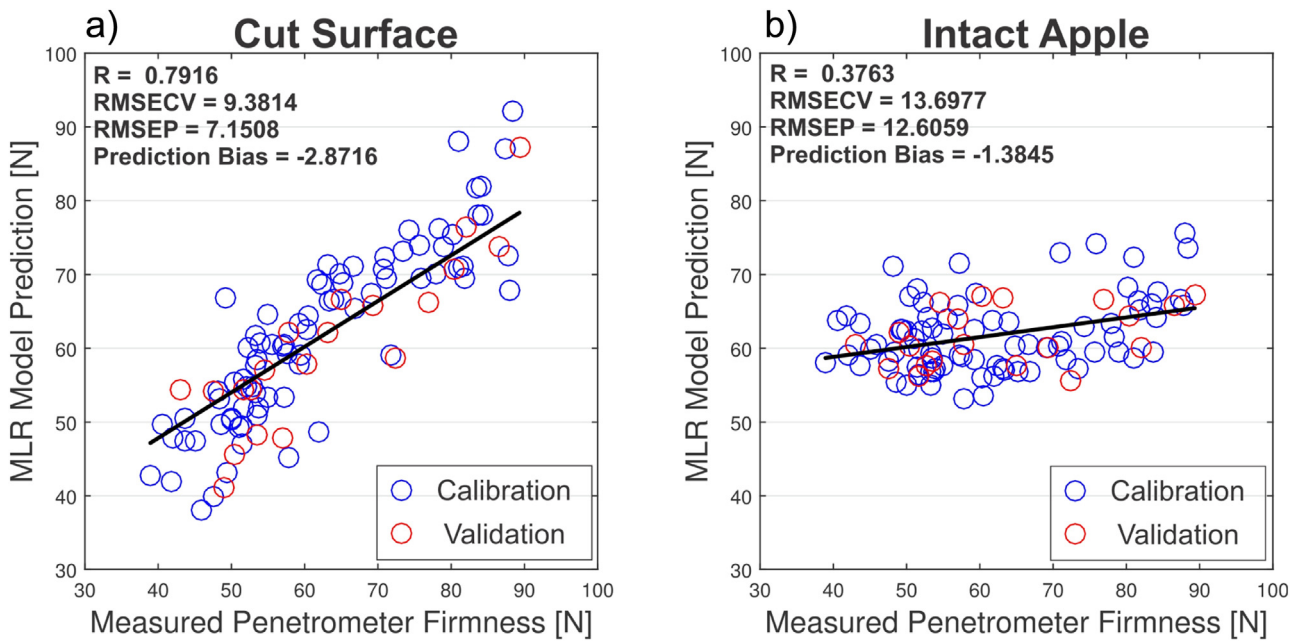 a)
Cut Surface
R = 0.7916
RMSECV = 9.3814
RMSEP = 7.1508
Prediction Bias = -2.8716
MLR Model Prediction [N]
100
90
80
70
60
50
40
30
Calibration
Validation
30 40 50 60 70 80 90 100
Measured Penetrometer Firmness [N]
b)
Intact Apple
R = 0.3763
RMSECV = 13.6977
RMSEP = 12.6059
Prediction Bias = -1.3845
MLR Model Prediction [N]
100
90
80
70
60
50
40
30
Calibration
Validation
30 40 50 60 70 80 90 100
Measured Penetrometer Firmness [N]